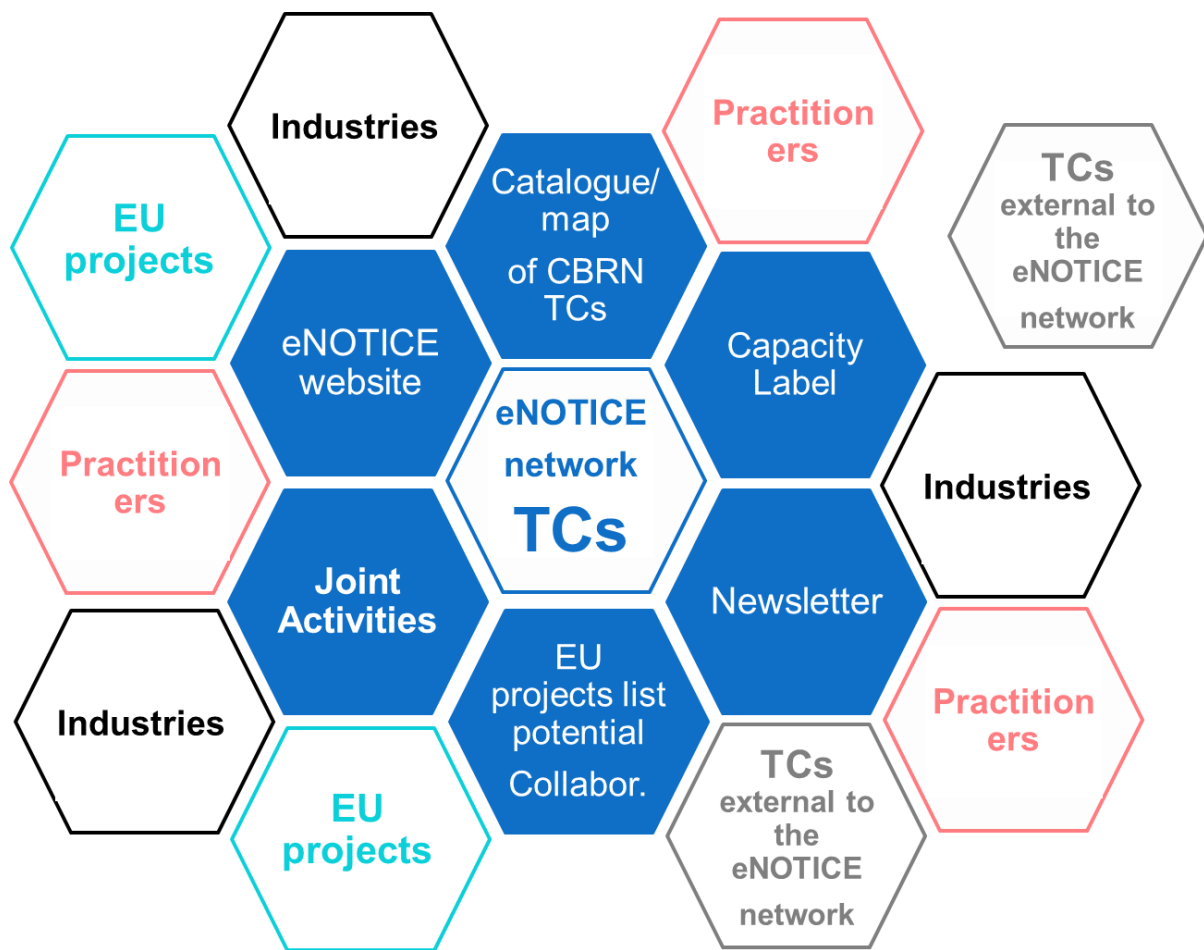 Industries
Practition
ers
EU
projects
Catalogue/
map
of CBRN
TCs
TCs
external to
the
eNOTICE
network
eNOTICE
website
Capacity
Label
eNOTICE
network
TCs
Practition
ers
Industries
Joint
Activities
Newsletter
Industries
EU
projects list
potential
Collabor.
Practition
ers
EU
projects
TCs
external to
the
eNOTICE
network